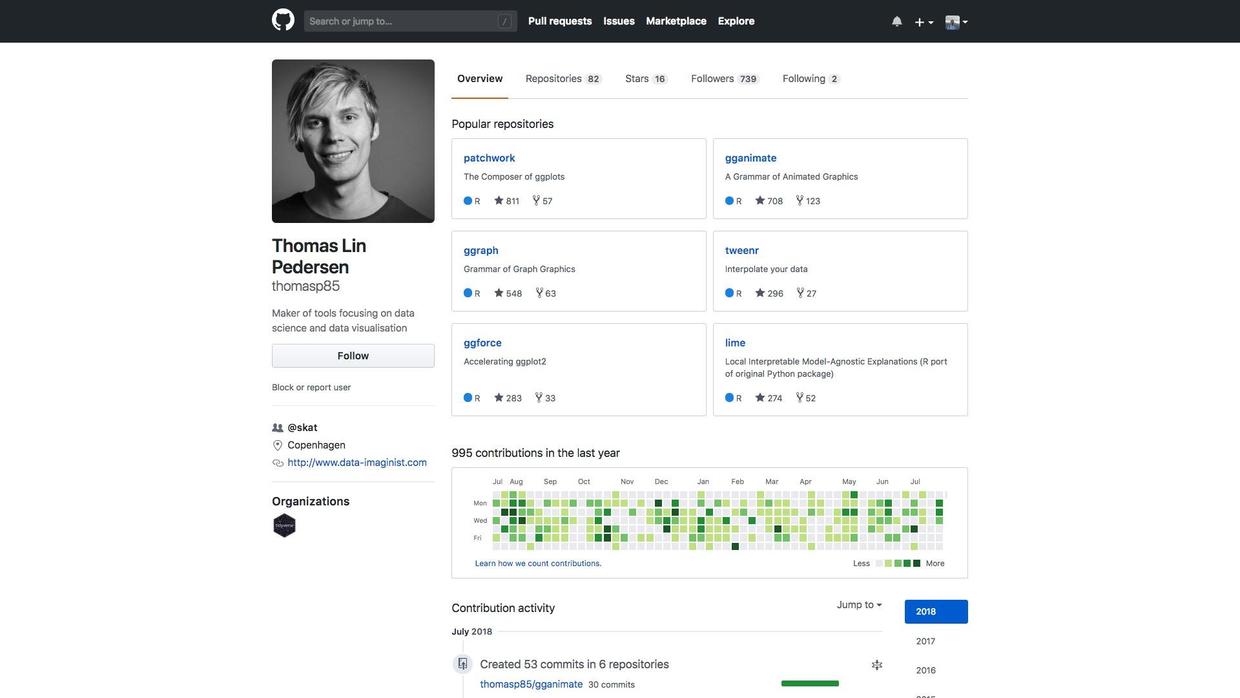 Search or jump to... /
Pull requests Issues Marketplace Explore
Overview Repositories 82 Stars 16 Followers 739 Following 2
Thomas Lin
Pedersen
thomasp85
Maker of tools focusing on data
science and data visualisation
Follow
Block or report user
@skat
Copenhagen
http://www.data-imaginist.com
Organizations
Popular repositories
patchwork
The Composer of ggplots
R 811 57
gganimate
A Grammar of Animated Graphics
R 708 123
ggraph
Grammar of Graph Graphics
R 548 63
tweenr
Interpolate your data
R 296 27
ggforce
Accelerating ggplot2
R 283 33
lime
Local Interpretable Model-Agnostic Explanations (R port
of original Python package)
R 274 52
995 contributions in the last year
Jul Aug Sep Oct Nov Dec Jan Feb Mar Apr May Jun Jul
Mon
Wed
Fri
Learn how we count contributions. Less More
Contribution activity Jump to
2018
2017
2016
July 2018
Created 53 commits in 6 repositories
thomasp85/gganimate 30 commits